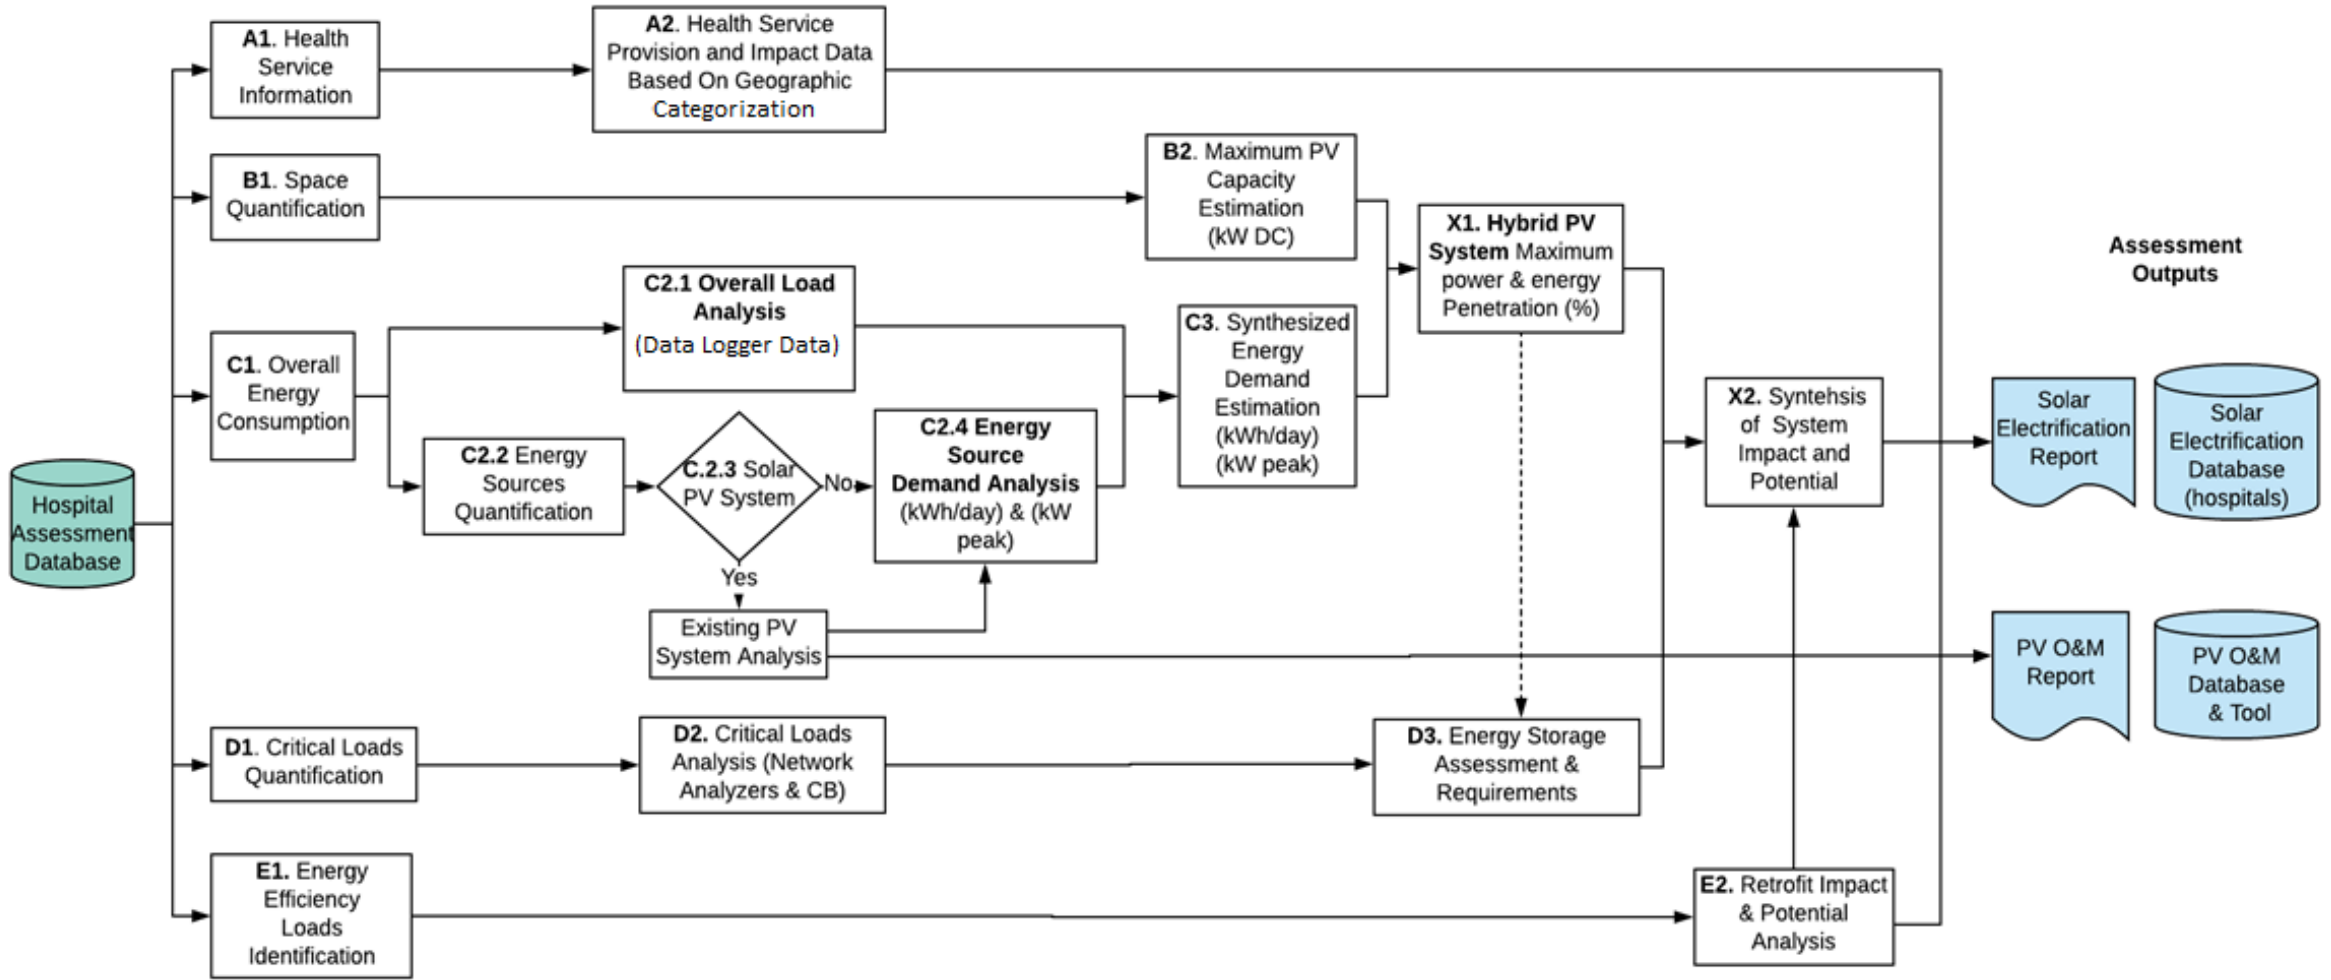 A1. Health
Service
Information
A2. Health Service
Provision and Impact Data
Based On Geographic
Categorization
B1. Space
Quantification
B2. Maximum PV
Capacity
Estimation
(kW DC)
X1. Hybrid PV
System Maximum
power & energy
Penetration (%)
Assessment
Outputs
C1. Overall
Energy
Consumption
C2.1 Overall Load
Analysis
(Data Logger Data)
C2.2 Energy
Sources
Quantification
C.2.3 Solar
PV System
No
Yes
C2.4 Energy
Source
Demand Analysis
(kWh/day) & (kW
peak)
Existing PV
System Analysis
C3. Synthesized
Energy
Demand
Estimation
(kWh/day)
(kW peak)
X2. Syntehsis
of System
Impact and
Potential
Solar
Electrification
Report
Solar
Electrification
Database
(hospitals)
Hospital
Assessment
Database
PV O&M
Report
PV O&M
Database
& Tool
D1. Critical Loads
Quantification
D2. Critical Loads
Analysis (Network
Analyzers & CB)
D3. Energy Storage
Assessment &
Requirements
E1. Energy
Efficiency
Loads
Identification
E2. Retrofit Impact
& Potential
Analysis